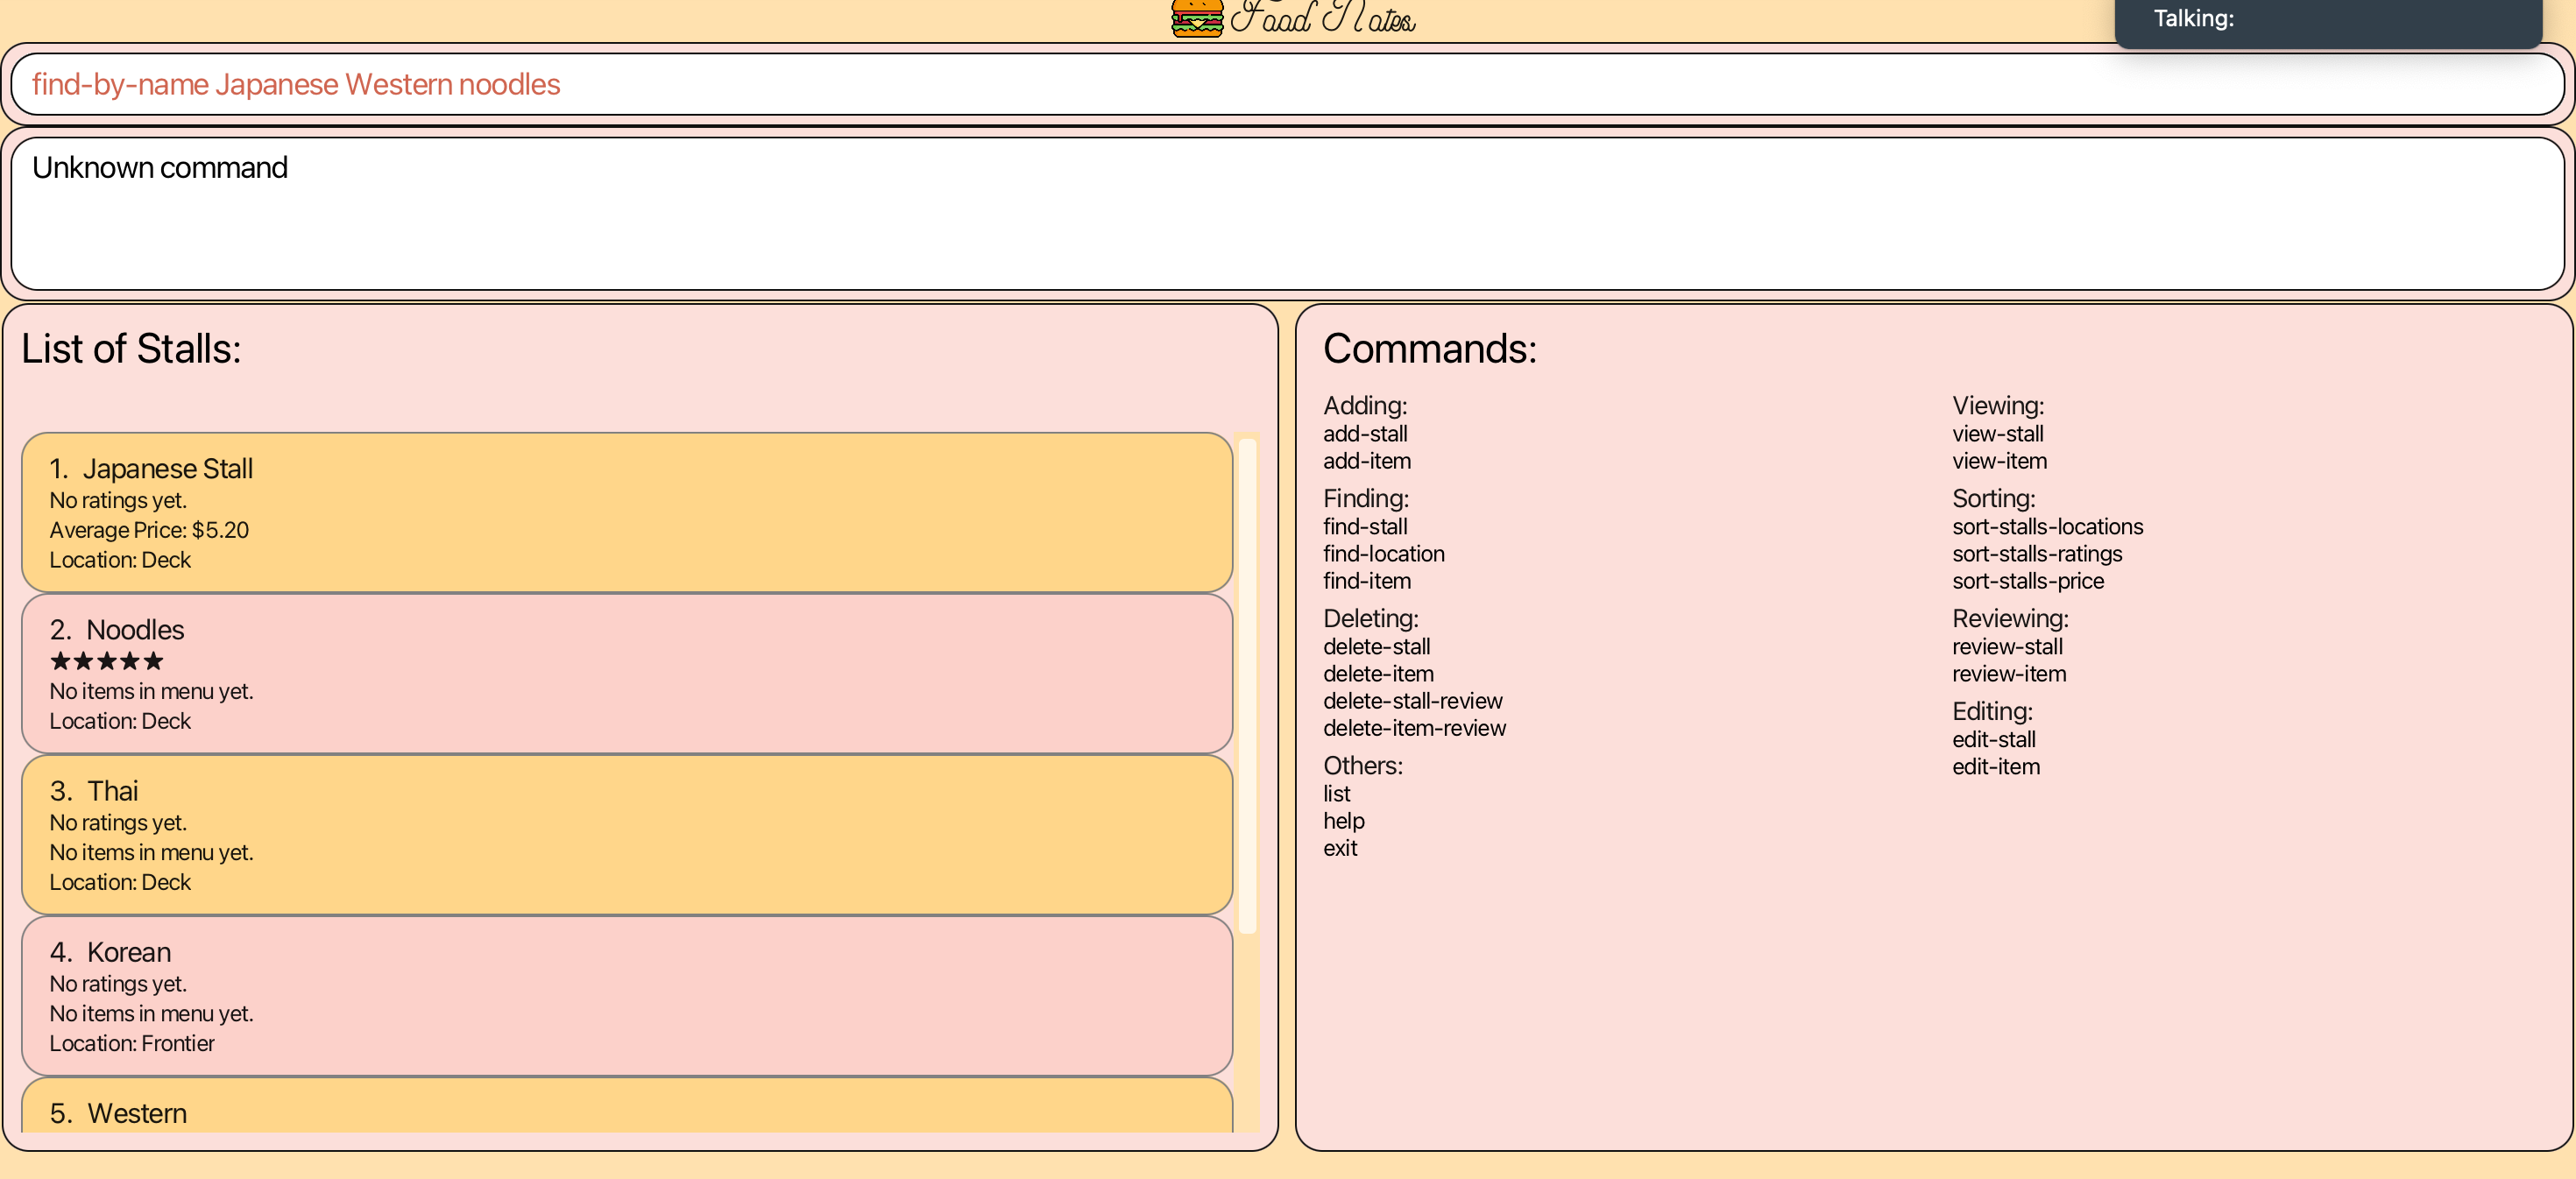 Food Notes
Talking:
find-by-name Japanese Western noodles
Unknown command
List of Stalls:
1. Japanese Stall
No ratings yet.
Average Price: $5.20
Location: Deck
2. Noodles
★★★★★
No items in menu yet.
Location: Deck
3. Thai
No ratings yet.
No items in menu yet.
Location: Deck
4. Korean
No ratings yet.
No items in menu yet.
Location: Frontier
5. Western
Commands:
Adding:
add-stall
add-item
Finding:
find-stall
find-location
find-item
Deleting:
delete-stall
delete-item
delete-stall-review
delete-item-review
Others:
list
help
exit
Viewing:
view-stall
view-item
Sorting:
sort-stalls-locations
sort-stalls-ratings
sort-stalls-price
Reviewing:
review-stall
review-item
Editing:
edit-stall
edit-item